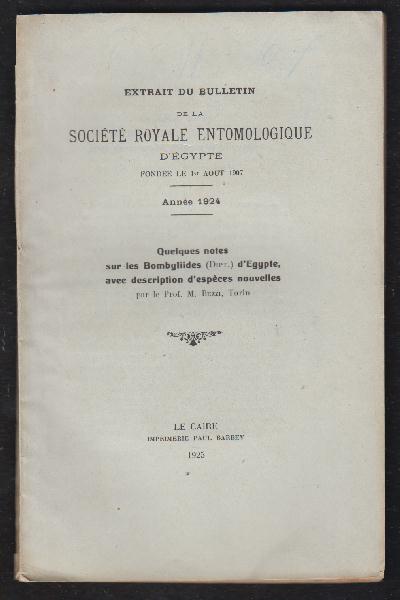 EXTRAIT DU BULLETIN
DE LA
SOCIÉTÉ ROYALE ENTOMOLOGIQUE
D'ÉGYPTE
FONDÉE LE 1er AOUT 1907
Année 1924
Quelques notes
sur les Bombyliides (Dipt.) d'Egypte,
avec description d'espèces nouvelles
par le Prof. M. Bezzi, Torin
LE CAIRE
IMPRIMERIE PAUL BARBEY
1925